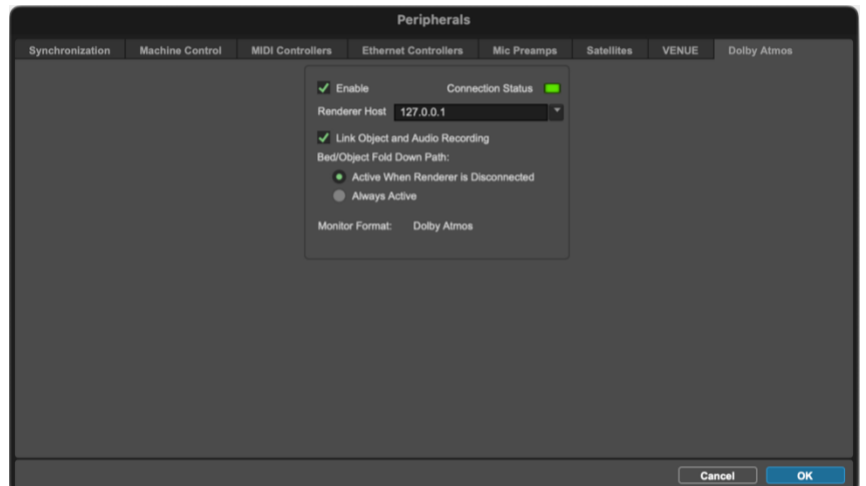 Peripherals
Synchronization Machine Control MIDI Controllers Ethernet Controllers Mic Preamps Satellites VENUE Dolby Atmos
Enable Connection Status
Renderer Host 127.0.0.1
Link Object and Audio Recording
Bed/Object Fold Down Path:
Active When Renderer is Disconnected
Always Active
Monitor Format: Dolby Atmos
Cancel OK